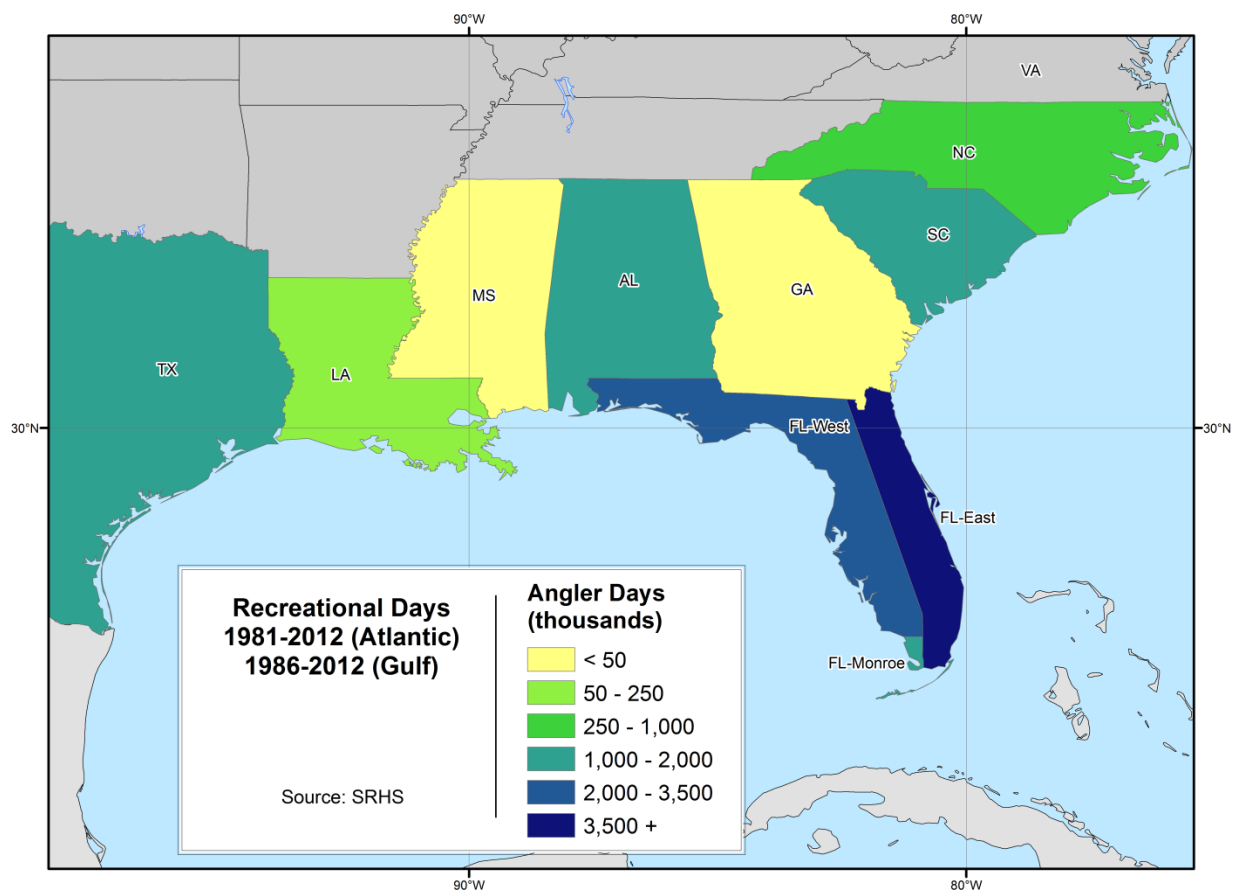 90°W
80°W
VA
NC
SC
MS
AL
GA
TX
LA
30°N
30°N
FL-West
FL-East
FL-Monroe
Recreational Days
1981-2012 (Atlantic)
1986-2012 (Gulf)
Source: SRHS
Angler Days
(thousands)
< 50
50 - 250
250 - 1,000
1,000 - 2,000
2,000 - 3,500
3,500 +
90°W
80°W